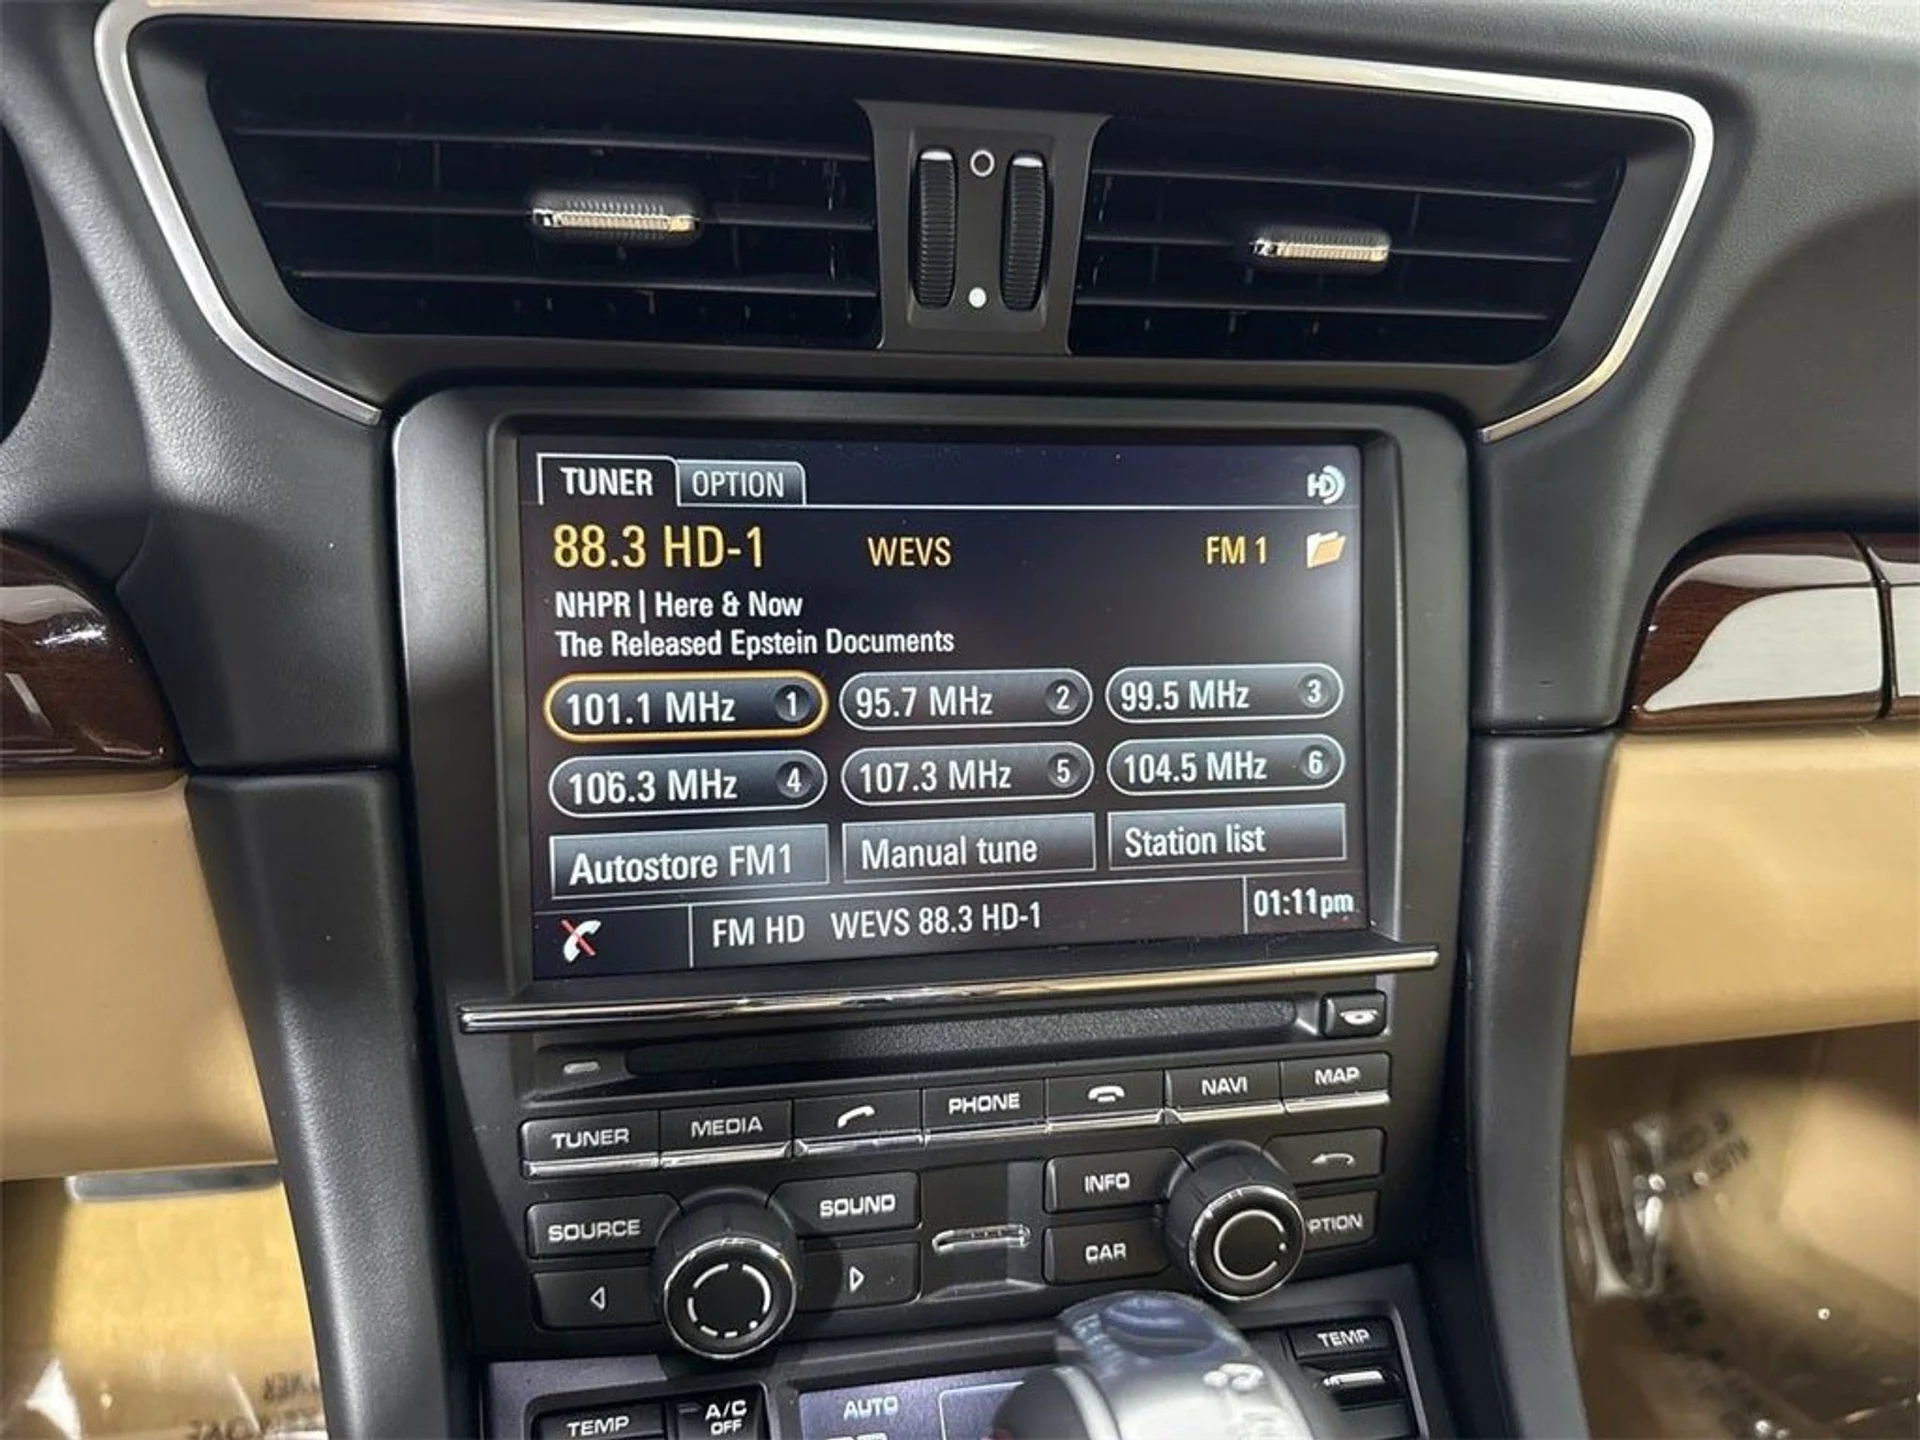 TUNER OPTION HD
88.3 HD-1 WEVS FM 1
NHPR | Here & Now
The Released Epstein Documents
101.1 MHz 1 95.7 MHz 2 99.5 MHz 3
106.3 MHz 4 107.3 MHz 5 104.5 MHz 6
Autostore FM1 Manual tune Station list
FM HD WEVS 88.3 HD-1 01:11pm
TUNER MEDIA PHONE NAVI MAP
SOURCE SOUND INFO
CAR PTION
TEMP A/C OFF AUTO TEMP